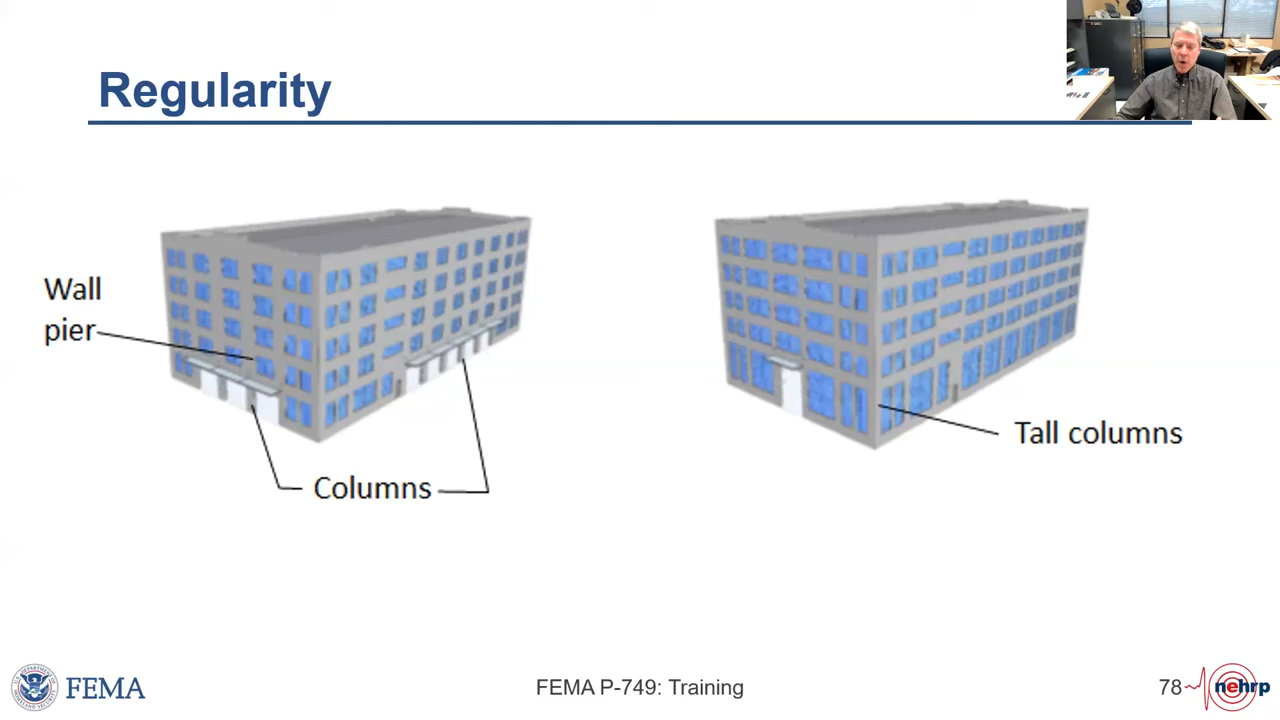 Regularity
Wall
pier
Columns
Tall columns
FEMA
FEMA P-749: Training
78
nehrp